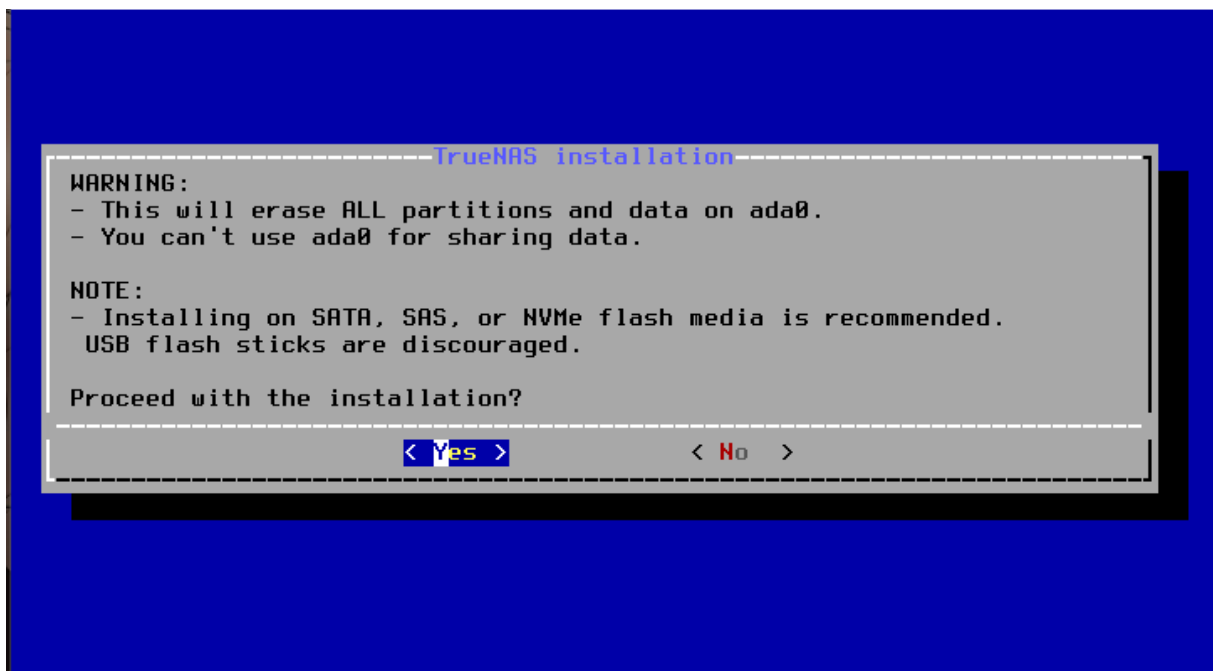 TrueNAS installation
WARNING:
- This will erase ALL partitions and data on ada0.
- You can't use ada0 for sharing data.
NOTE:
- Installing on SATA, SAS, or NVMe flash media is recommended.
USB flash sticks are discouraged.
Proceed with the installation?
< Yes > < No >